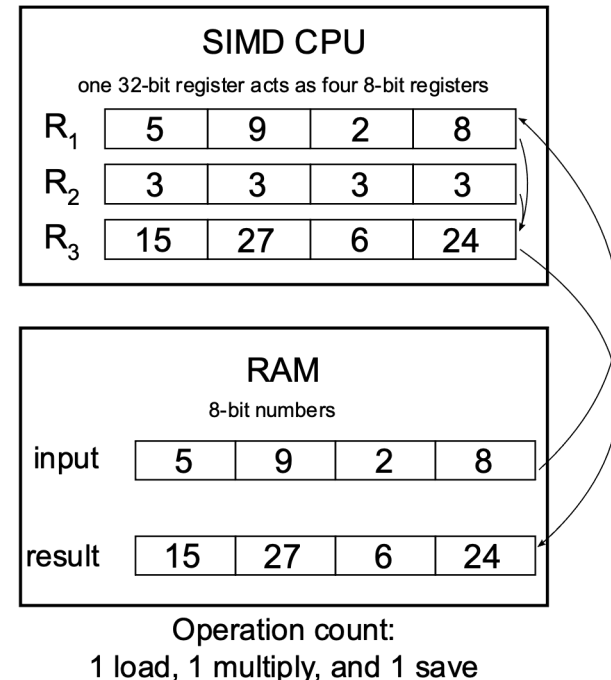 SIMD CPU
one 32-bit register acts as four 8-bit registers
R1 5 9 2 8
R2 3 3 3 3
R3 15 27 6 24
RAM
8-bit numbers
input 5 9 2 8
result 15 27 6 24
Operation count:
1 load, 1 multiply, and 1 save